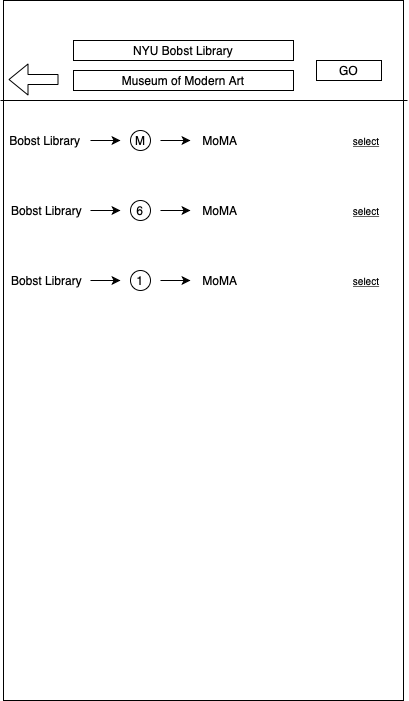 NYU Bobst Library
Museum of Modern Art
GO
Bobst Library M MoMA select
Bobst Library 6 MoMA select
Bobst Library 1 MoMA select